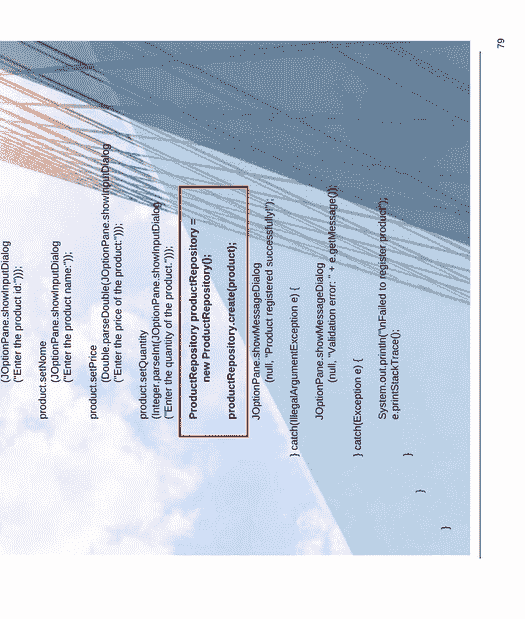 79
(JOptionPane.showInputDialog
("Enter the product id:")));
product.setNome
(JOptionPane.showInputDialog
("Enter the product name:"));
product.setPrice
(Double.parseDouble(JOptionPane.showInputDialog
("Enter the price of the product:")));
product.setQuantity
(Integer.parseInt(JOptionPane.showInputDialog
("Enter the quantity of the product:")));
ProductRepository productRepository =
new ProductRepository();
productRepository.create(product);
JOptionPane.showMessageDialog
(null, "Product registered successfully!");
} catch(IllegalArgumentException e) {
JOptionPane.showMessageDialog
(null, "Validation error: " + e.getMessage());
} catch(Exception e) {
System.out.println("\nFailed to register product");
e.printStackTrace();
}
}
}